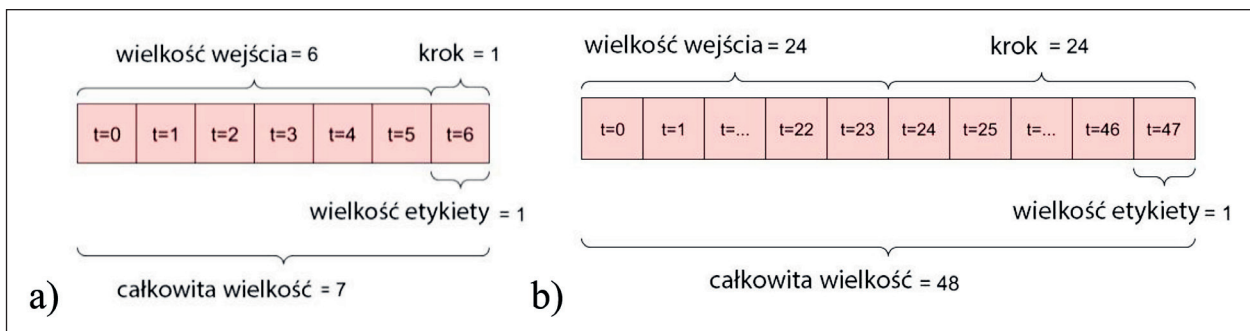 wielkość wejścia = 6 krok = 1
t=0 t=1 t=2 t=3 t=4 t=5 t=6
wielkość etykiety = 1
całkowita wielkość = 7
a)
wielkość wejścia = 24 krok = 24
t=0 t=1 t=... t=22 t=23 t=24 t=25 t=... t=46 t=47
wielkość etykiety = 1
całkowita wielkość = 48
b)